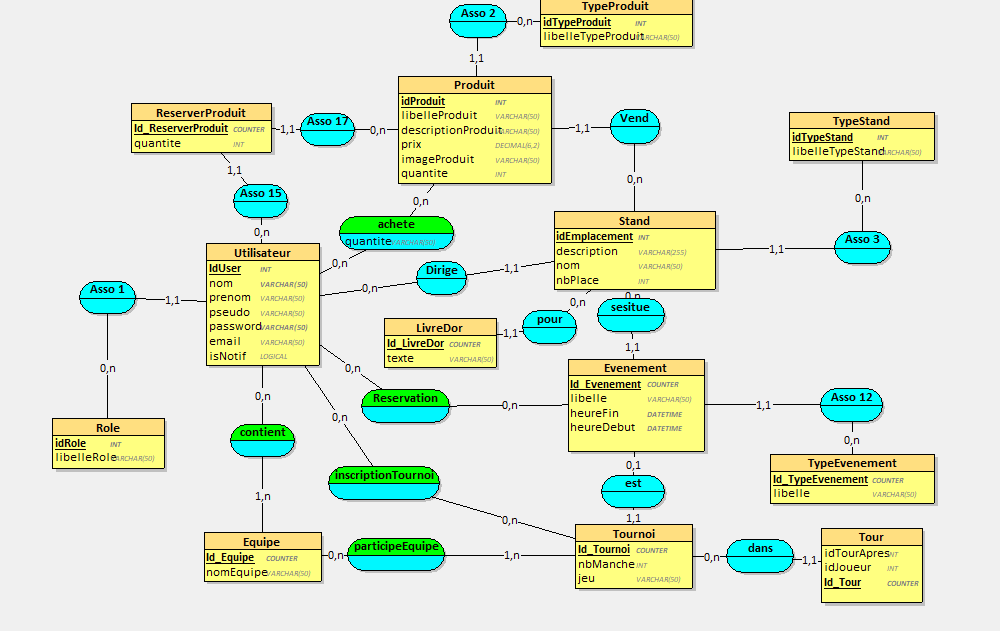 TypeProduit
idTypeProduit INT
libelleTypeProduit VARCHAR(50)
Asso 2
0,n
1,1
Produit
idProduit INT
libelleProduit VARCHAR(50)
descriptionProduit VARCHAR(50)
prix DECIMAL(6,2)
imageProduit VARCHAR(50)
quantite INT
ReserverProduit
Id_ReserverProduit COUNTER
quantite INT
1,1
Asso 17
0,n
1,1
Vend
0,n
TypeStand
idTypeStand INT
libelleTypeStand VARCHAR(50)
0,n
Asso 3
1,1
1,1
Asso 15
0,n
0,n
achete
quantite VARCHAR(50)
0,n
Stand
idEmplacement INT
description VARCHAR(255)
nom VARCHAR(50)
nbPlace INT
Utilisateur
IdUser INT
nom VARCHAR(50)
prenom VARCHAR(50)
pseudo VARCHAR(50)
password VARCHAR(50)
email VARCHAR(50)
isNotif LOGICAL
0,n
Dirige
1,1
Asso 1
1,1
0,n
Role
idRole INT
libelleRole VARCHAR(50)
LivreDor
Id_LivreDor COUNTER
texte VARCHAR(50)
1,1
pour
0,n
0,n
sesitue
1,1
Evenement
Id_Evenement COUNTER
libelle VARCHAR(50)
heureFin DATETIME
heureDebut DATETIME
0,n
Reservation
0,n
1,1
Asso 12
0,n
TypeEvenement
Id_TypeEvenement COUNTER
libelle VARCHAR(50)
0,n
contient
1,n
0,n
inscriptionTournoi
0,n
0,1
est
1,1
Equipe
Id_Equipe COUNTER
nomEquipe VARCHAR(50)
0,n
participeEquipe
1,n
Tournoi
Id_Tournoi COUNTER
nbManche INT
jeu VARCHAR(50)
0,n
dans
1,1
Tour
idTourApres INT
idJoueur INT
Id_Tour COUNTER